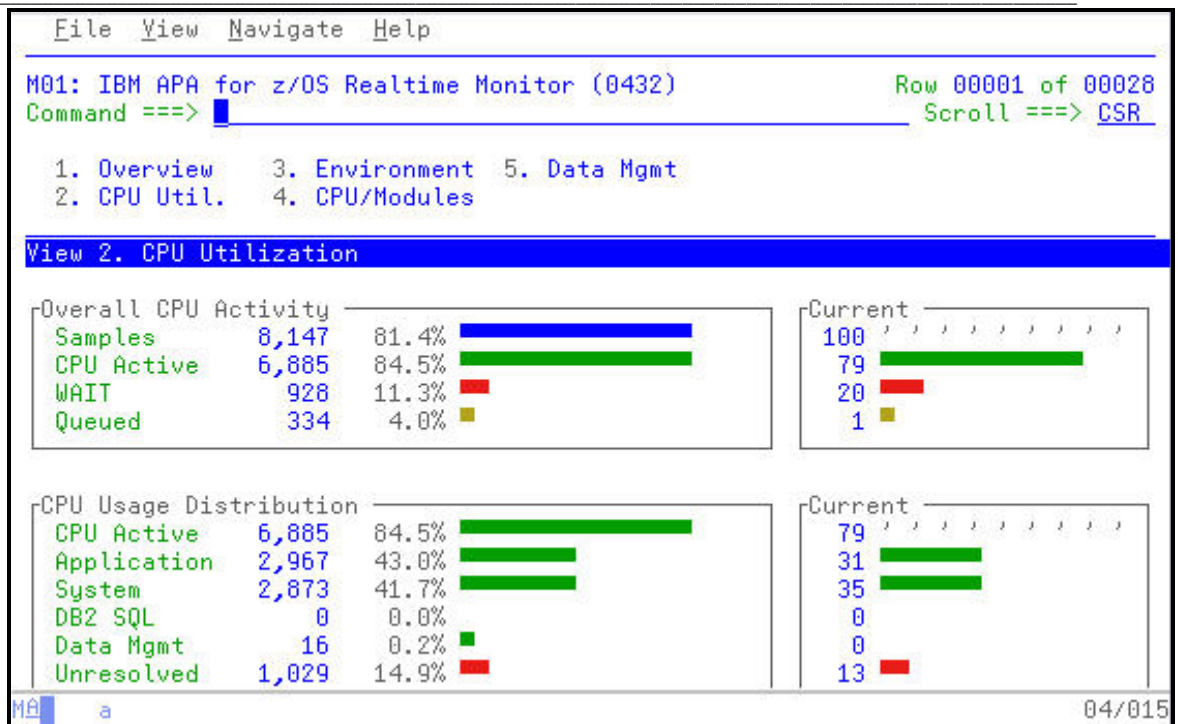 File View Navigate Help
M01: IBM APA for z/OS Realtime Monitor (0432) Row 00001 of 00028
Command ===> Scroll ===> CSR
1. Overview 3. Environment 5. Data Mgmt
2. CPU Util. 4. CPU/Modules
View 2. CPU Utilization
Overall CPU Activity Current
Samples 8,147 81.4% 100
CPU Active 6,885 84.5% 79
WAIT 928 11.3% 20
Queued 334 4.0% 1
CPU Usage Distribution Current
CPU Active 6,885 84.5% 79
Application 2,967 43.0% 31
System 2,873 41.7% 35
DB2 SQL 0 0.0% 0
Data Mgmt 16 0.2% 0
Unresolved 1,029 14.9% 13
MA a 04/015